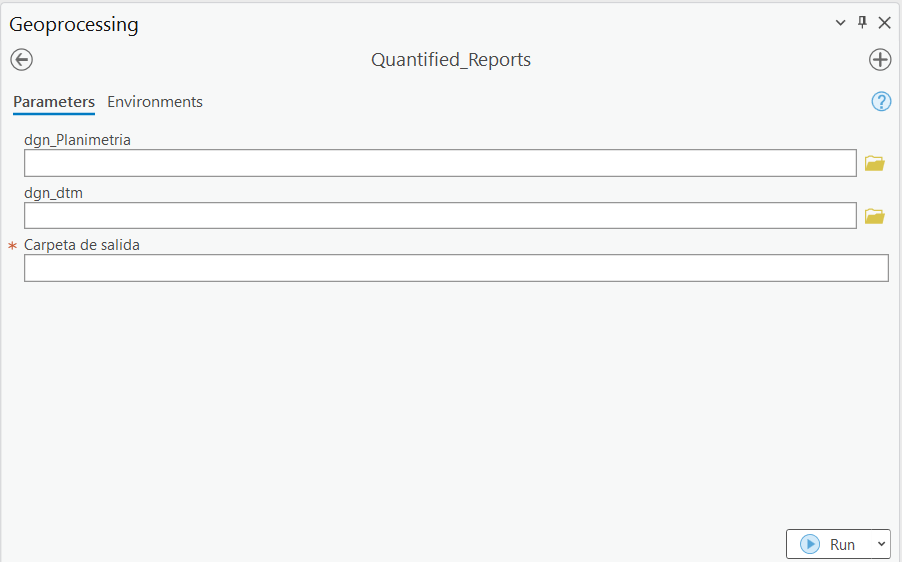 Geoprocessing
Quantified_Reports
Parameters Environments
dgn_Planimetria
dgn_dtm
* Carpeta de salida
Run